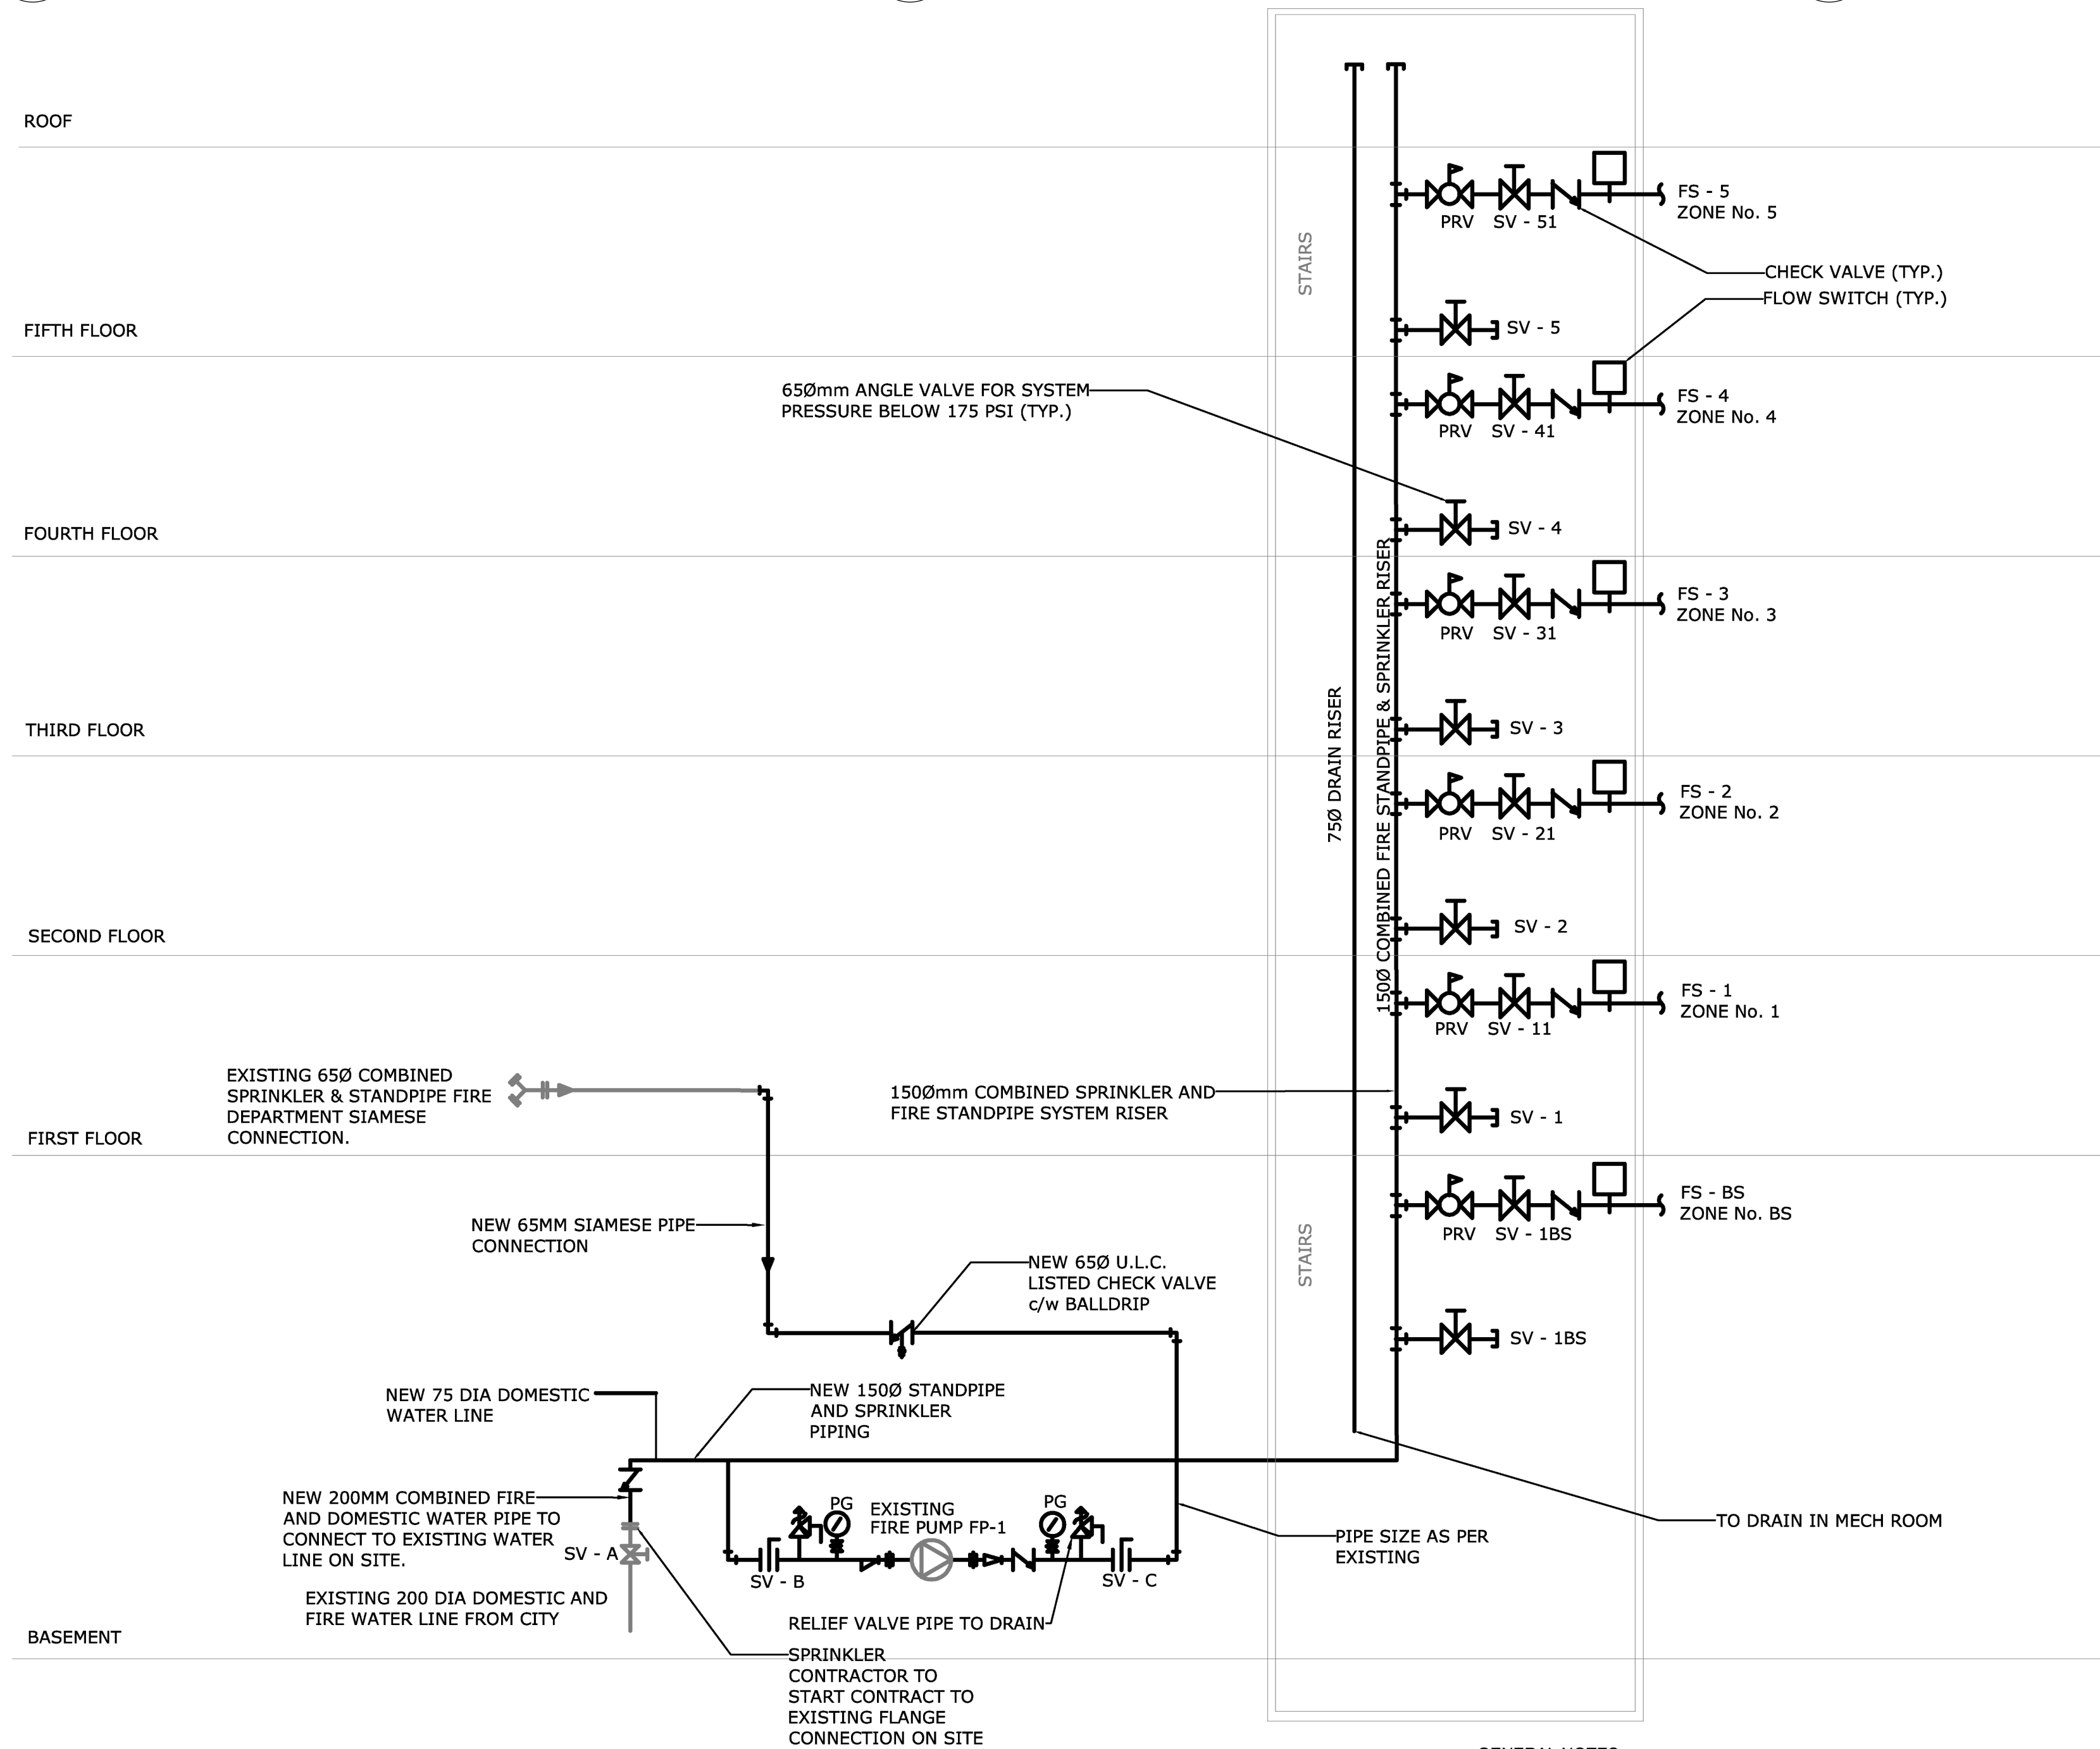 ROOF
FS - 5
ZONE No. 5
PRV
SV - 51
STAIRS
CHECK VALVE (TYP.)
FLOW SWITCH (TYP.)
FIFTH FLOOR
SV - 5
65Ømm ANGLE VALVE FOR SYSTEM
PRESSURE BELOW 175 PSI (TYP.)
FS - 4
ZONE No. 4
PRV
SV - 41
FOURTH FLOOR
SV - 4
FS - 3
ZONE No. 3
PRV
SV - 31
75Ø DRAIN RISER
150Ø COMBINED FIRE STANDPIPE & SPRINKLER RISER
THIRD FLOOR
SV - 3
FS - 2
ZONE No. 2
PRV
SV - 21
SECOND FLOOR
SV - 2
FS - 1
ZONE No. 1
PRV
SV - 11
EXISTING 65Ø COMBINED
SPRINKLER & STANDPIPE FIRE
DEPARTMENT SIAMESE
CONNECTION.
150Ømm COMBINED SPRINKLER AND
FIRE STANDPIPE SYSTEM RISER
SV - 1
FIRST FLOOR
FS - BS
ZONE No. BS
PRV
SV - 1BS
NEW 65MM SIAMESE PIPE
CONNECTION
NEW 65Ø U.L.C.
LISTED CHECK VALVE
c/w BALLDRIP
STAIRS
SV - 1BS
NEW 75 DIA DOMESTIC
WATER LINE
NEW 150Ø STANDPIPE
AND SPRINKLER
PIPING
NEW 200MM COMBINED FIRE
AND DOMESTIC WATER PIPE TO
CONNECT TO EXISTING WATER
LINE ON SITE.
SV - A
PG
EXISTING
FIRE PUMP FP-1
PG
SV - B
SV - C
PIPE SIZE AS PER
EXISTING
TO DRAIN IN MECH ROOM
EXISTING 200 DIA DOMESTIC AND
FIRE WATER LINE FROM CITY
RELIEF VALVE PIPE TO DRAIN
BASEMENT
SPRINKLER
CONTRACTOR TO
START CONTRACT TO
EXISTING FLANGE
CONNECTION ON SITE